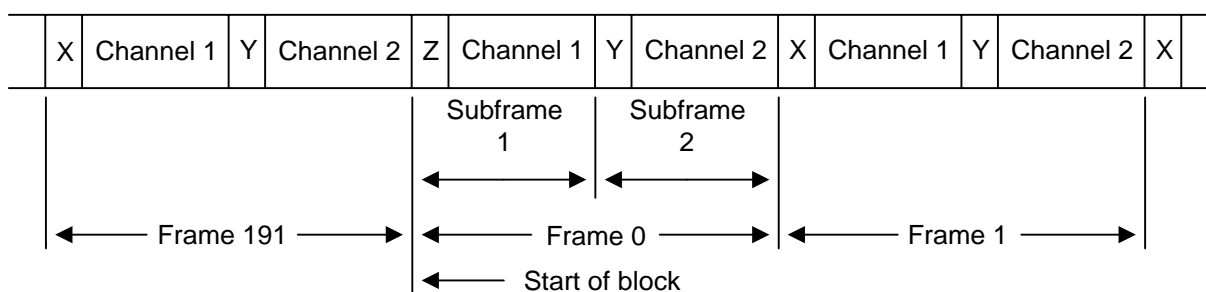 X Channel 1 Y Channel 2 Z Channel 1 Y Channel 2 X Channel 1 Y Channel 2 X
Subframe Subframe
1 2
Frame 191 Frame 0 Frame 1
Start of block